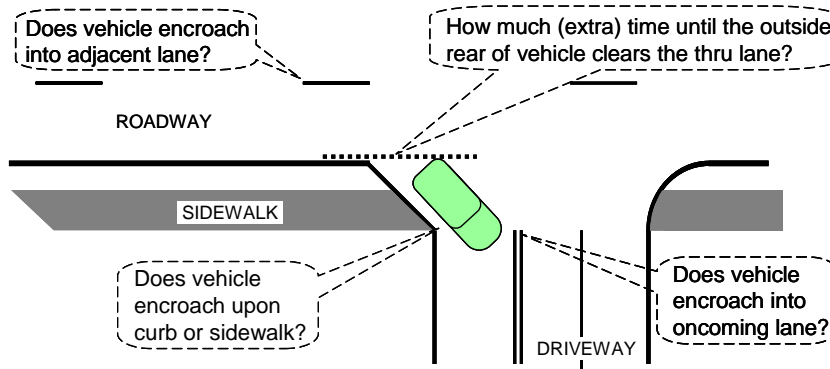 Does vehicle encroach
into adjacent lane?
How much (extra) time until the outside
rear of vehicle clears the thru lane?
ROADWAY
SIDEWALK
Does vehicle
encroach upon
curb or sidewalk?
Does vehicle
encroach into
oncoming lane?
DRIVEWAY